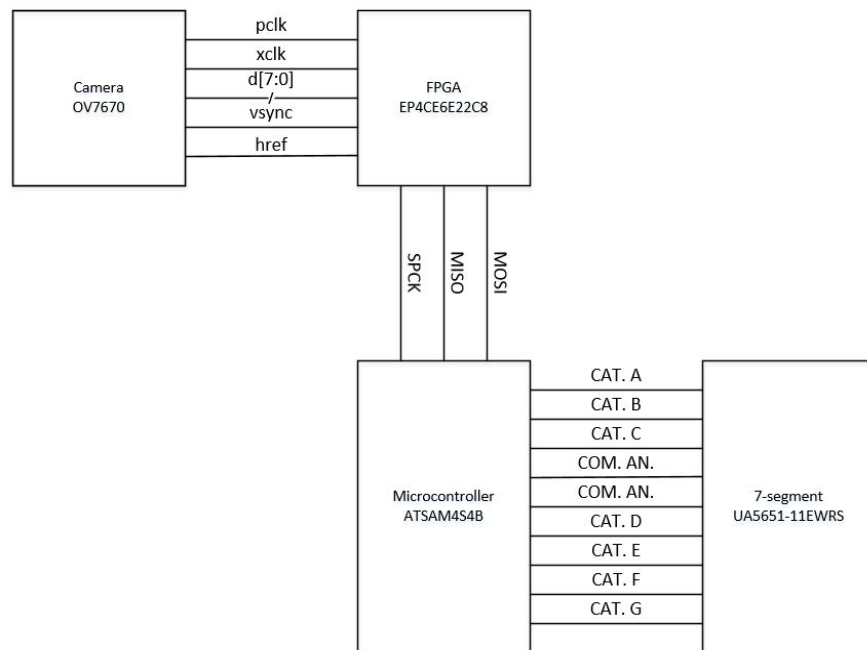 pclk
xclk
d[7:0]
/
vsync
href
Camera
OV7670
FPGA
EP4CE6E22C8
SPCK
MISO
MOSI
CAT. A
CAT. B
CAT. C
COM. AN.
COM. AN.
CAT. D
CAT. E
CAT. F
CAT. G
Microcontroller
ATSAM4S4B
7-segment
UA5651-11EWRS